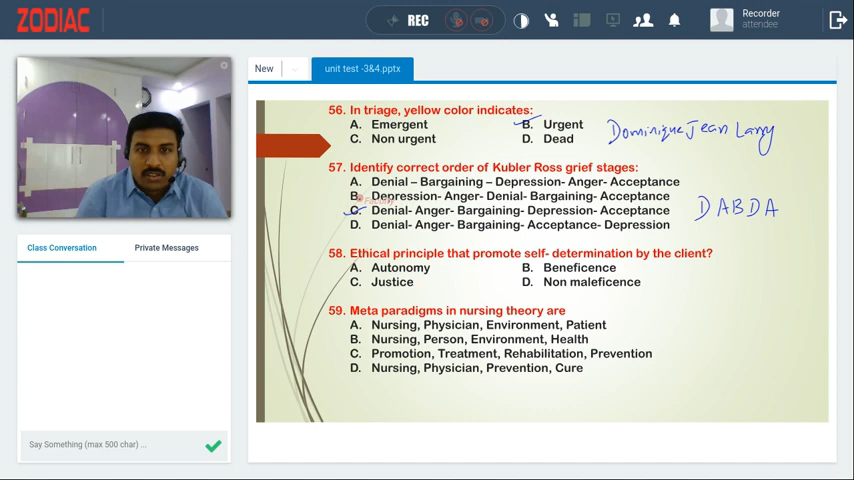 ZODIAC
REC
Recorder
attendee
New
unit test -3&4.pptx
56. In triage, yellow color indicates:
A. Emergent
B. Urgent
C. Non urgent
D. Dead
Dominique Jean Larry
57. Identify correct order of Kubler Ross grief stages:
A. Denial – Bargaining – Depression- Anger- Acceptance
B. Depression- Anger- Denial- Bargaining- Acceptance
C. Denial- Anger- Bargaining- Depression- Acceptance
D. Denial- Anger- Bargaining- Acceptance- Depression
DABDA
58. Ethical principle that promote self- determination by the client?
A. Autonomy
B. Beneficence
C. Justice
D. Non maleficence
59. Meta paradigms in nursing theory are
A. Nursing, Physician, Environment, Patient
B. Nursing, Person, Environment, Health
C. Promotion, Treatment, Rehabilitation, Prevention
D. Nursing, Physician, Prevention, Cure
Class Conversation
Private Messages
Say Something (max 500 char) ...